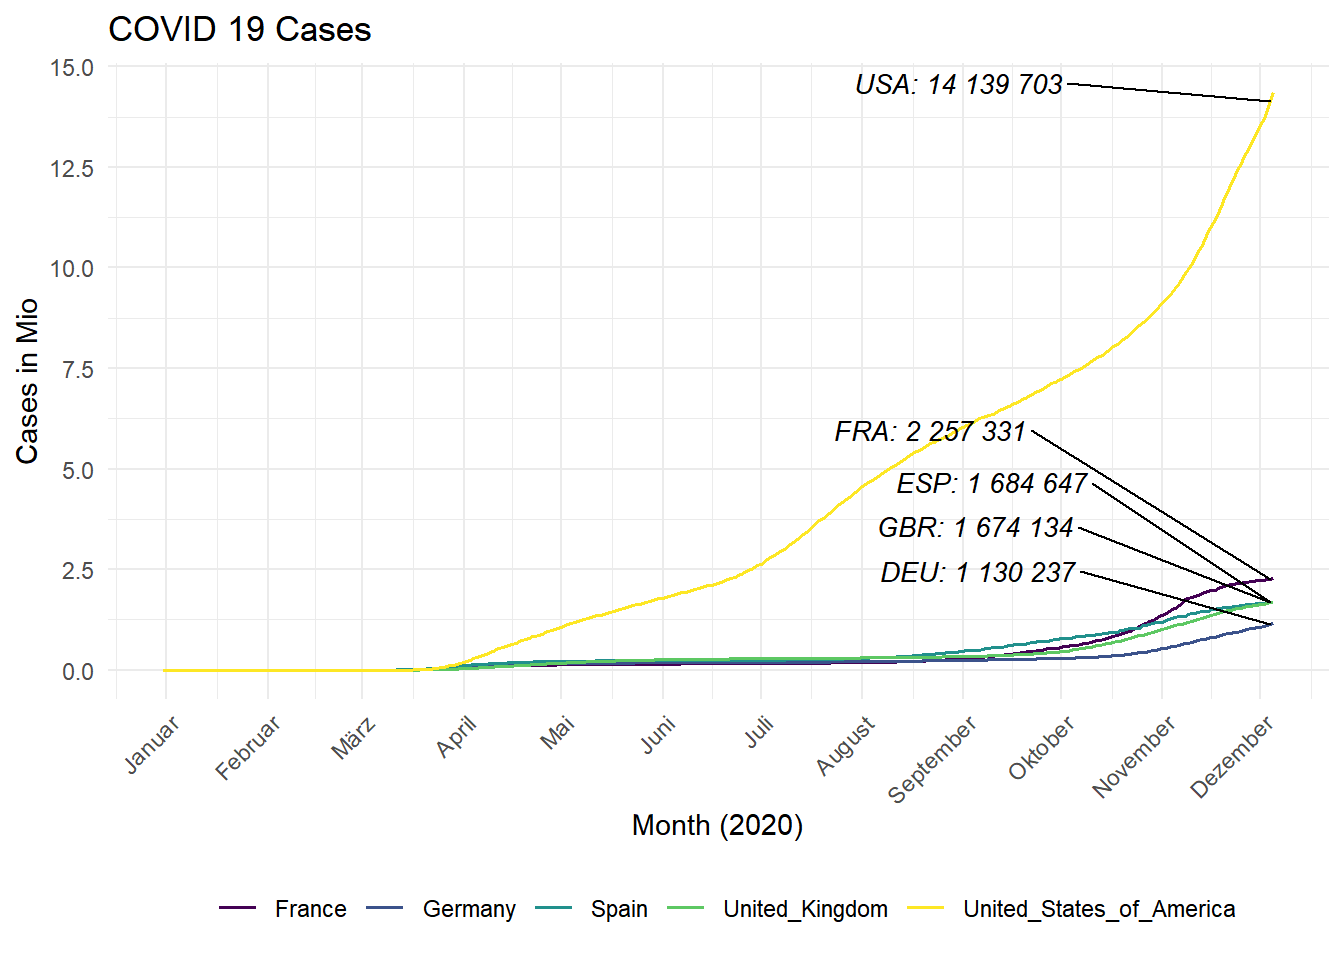 COVID 19 Cases
15.0
12.5
10.0
7.5
5.0
2.5
0.0
Cases in Mio
USA: 14 139 703
FRA: 2 257 331
ESP: 1 684 647
GBR: 1 674 134
DEU: 1 130 237
Januar
Februar
März
April
Mai
Juni
Juli
August
September
Oktober
November
Dezember
Month (2020)
France
Germany
Spain
United_Kingdom
United_States_of_America